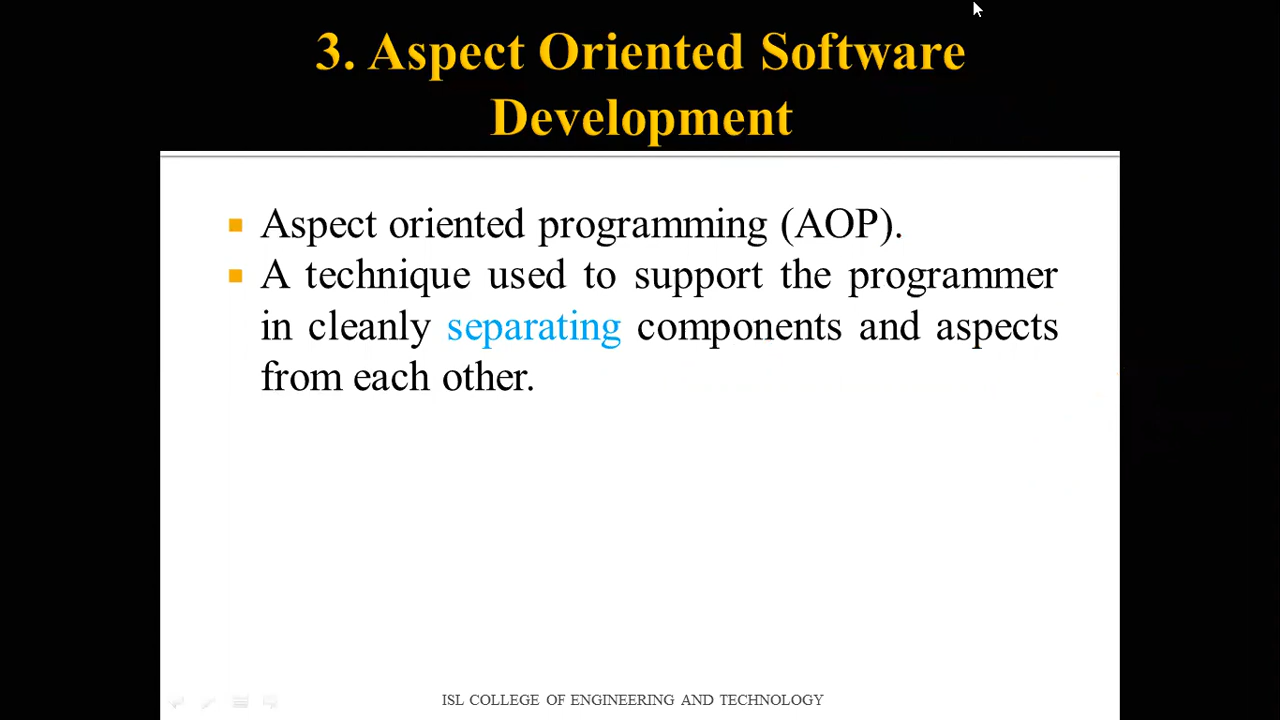 3. Aspect Oriented Software
Development
Aspect oriented programming (AOP).
A technique used to support the programmer
in cleanly separating components and aspects
from each other.
ISL COLLEGE OF ENGINEERING AND TECHNOLOGY